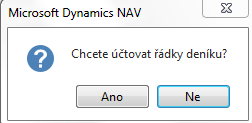 Microsoft Dynamics NAV
Chcete účtovat řádky deníku?
Ano
Ne